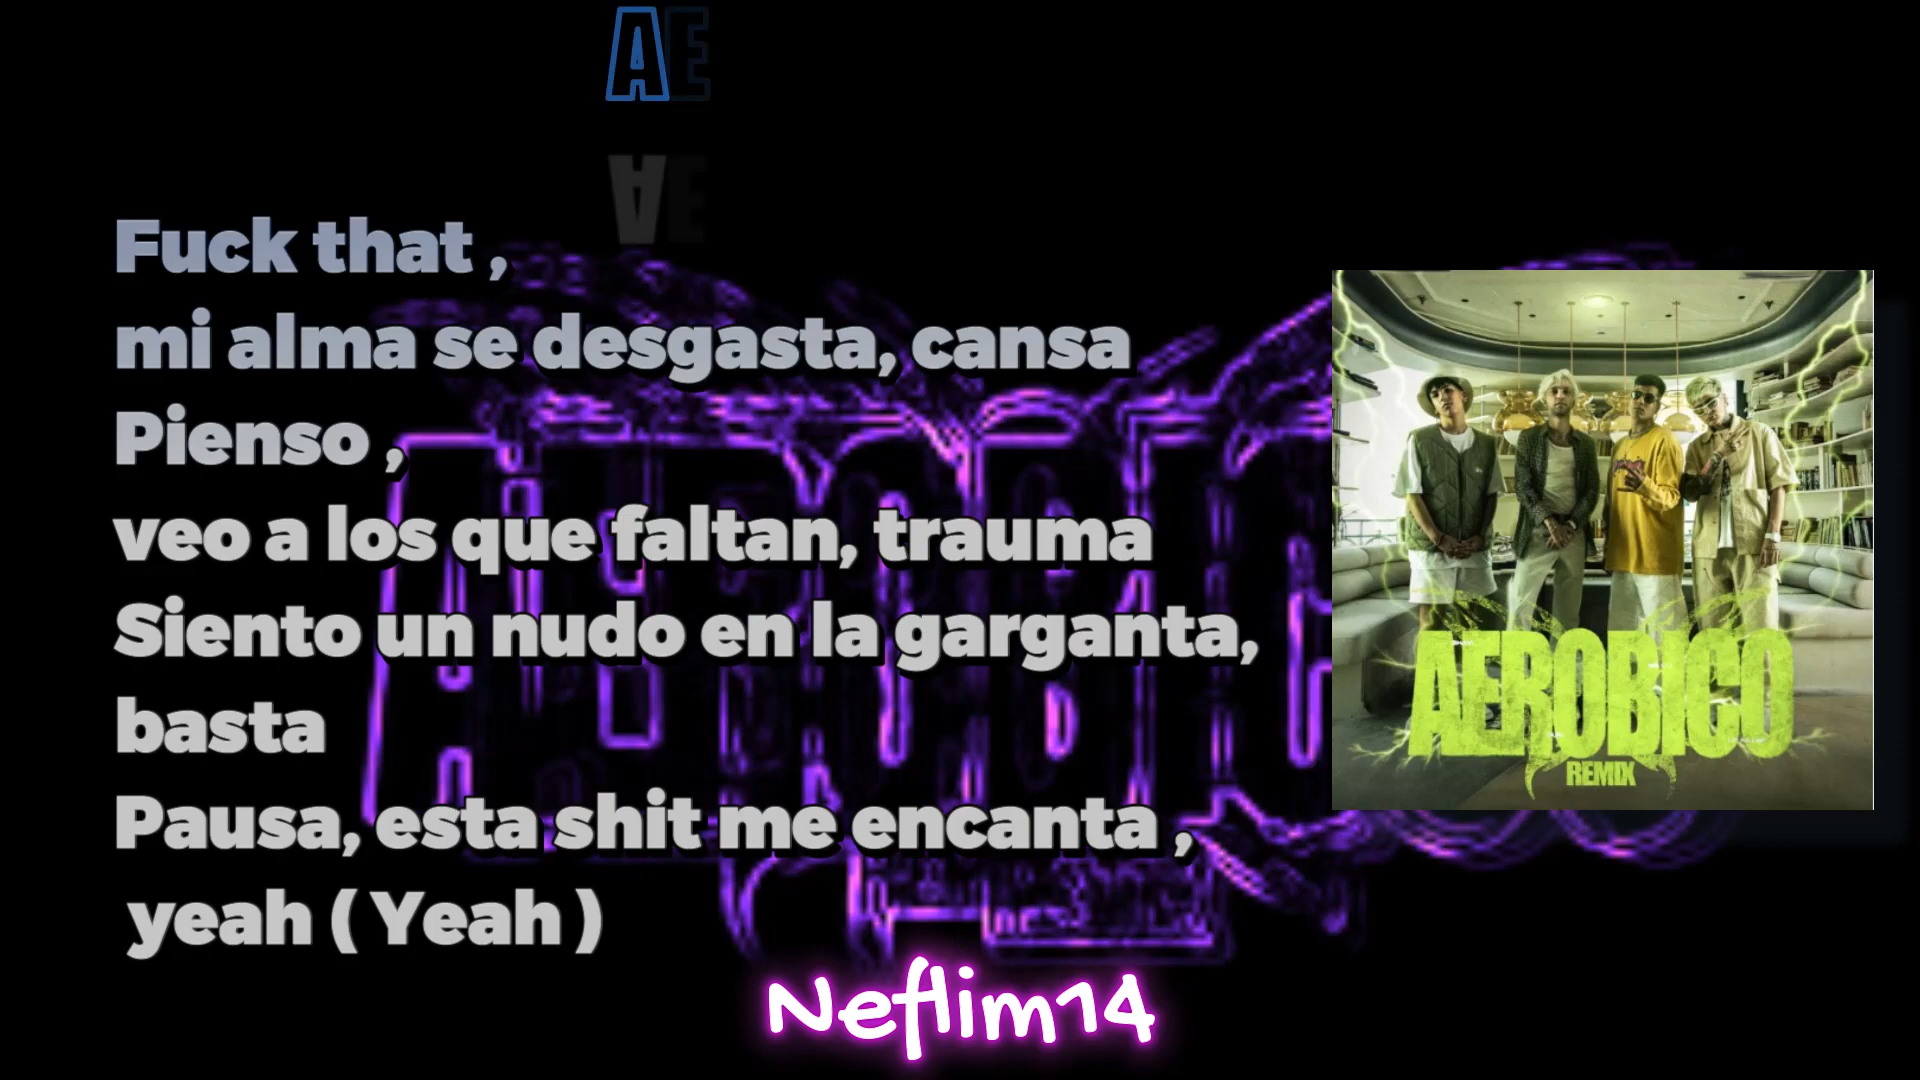 AE
Fuck that ,
mi alma se desgasta, cansa
Pienso ,
veo a los que faltan, trauma
Siento un nudo en la garganta,
basta
Pausa, esta shit me encanta ,
yeah ( Yeah )
AEROBICO
REMIX
Neflim14